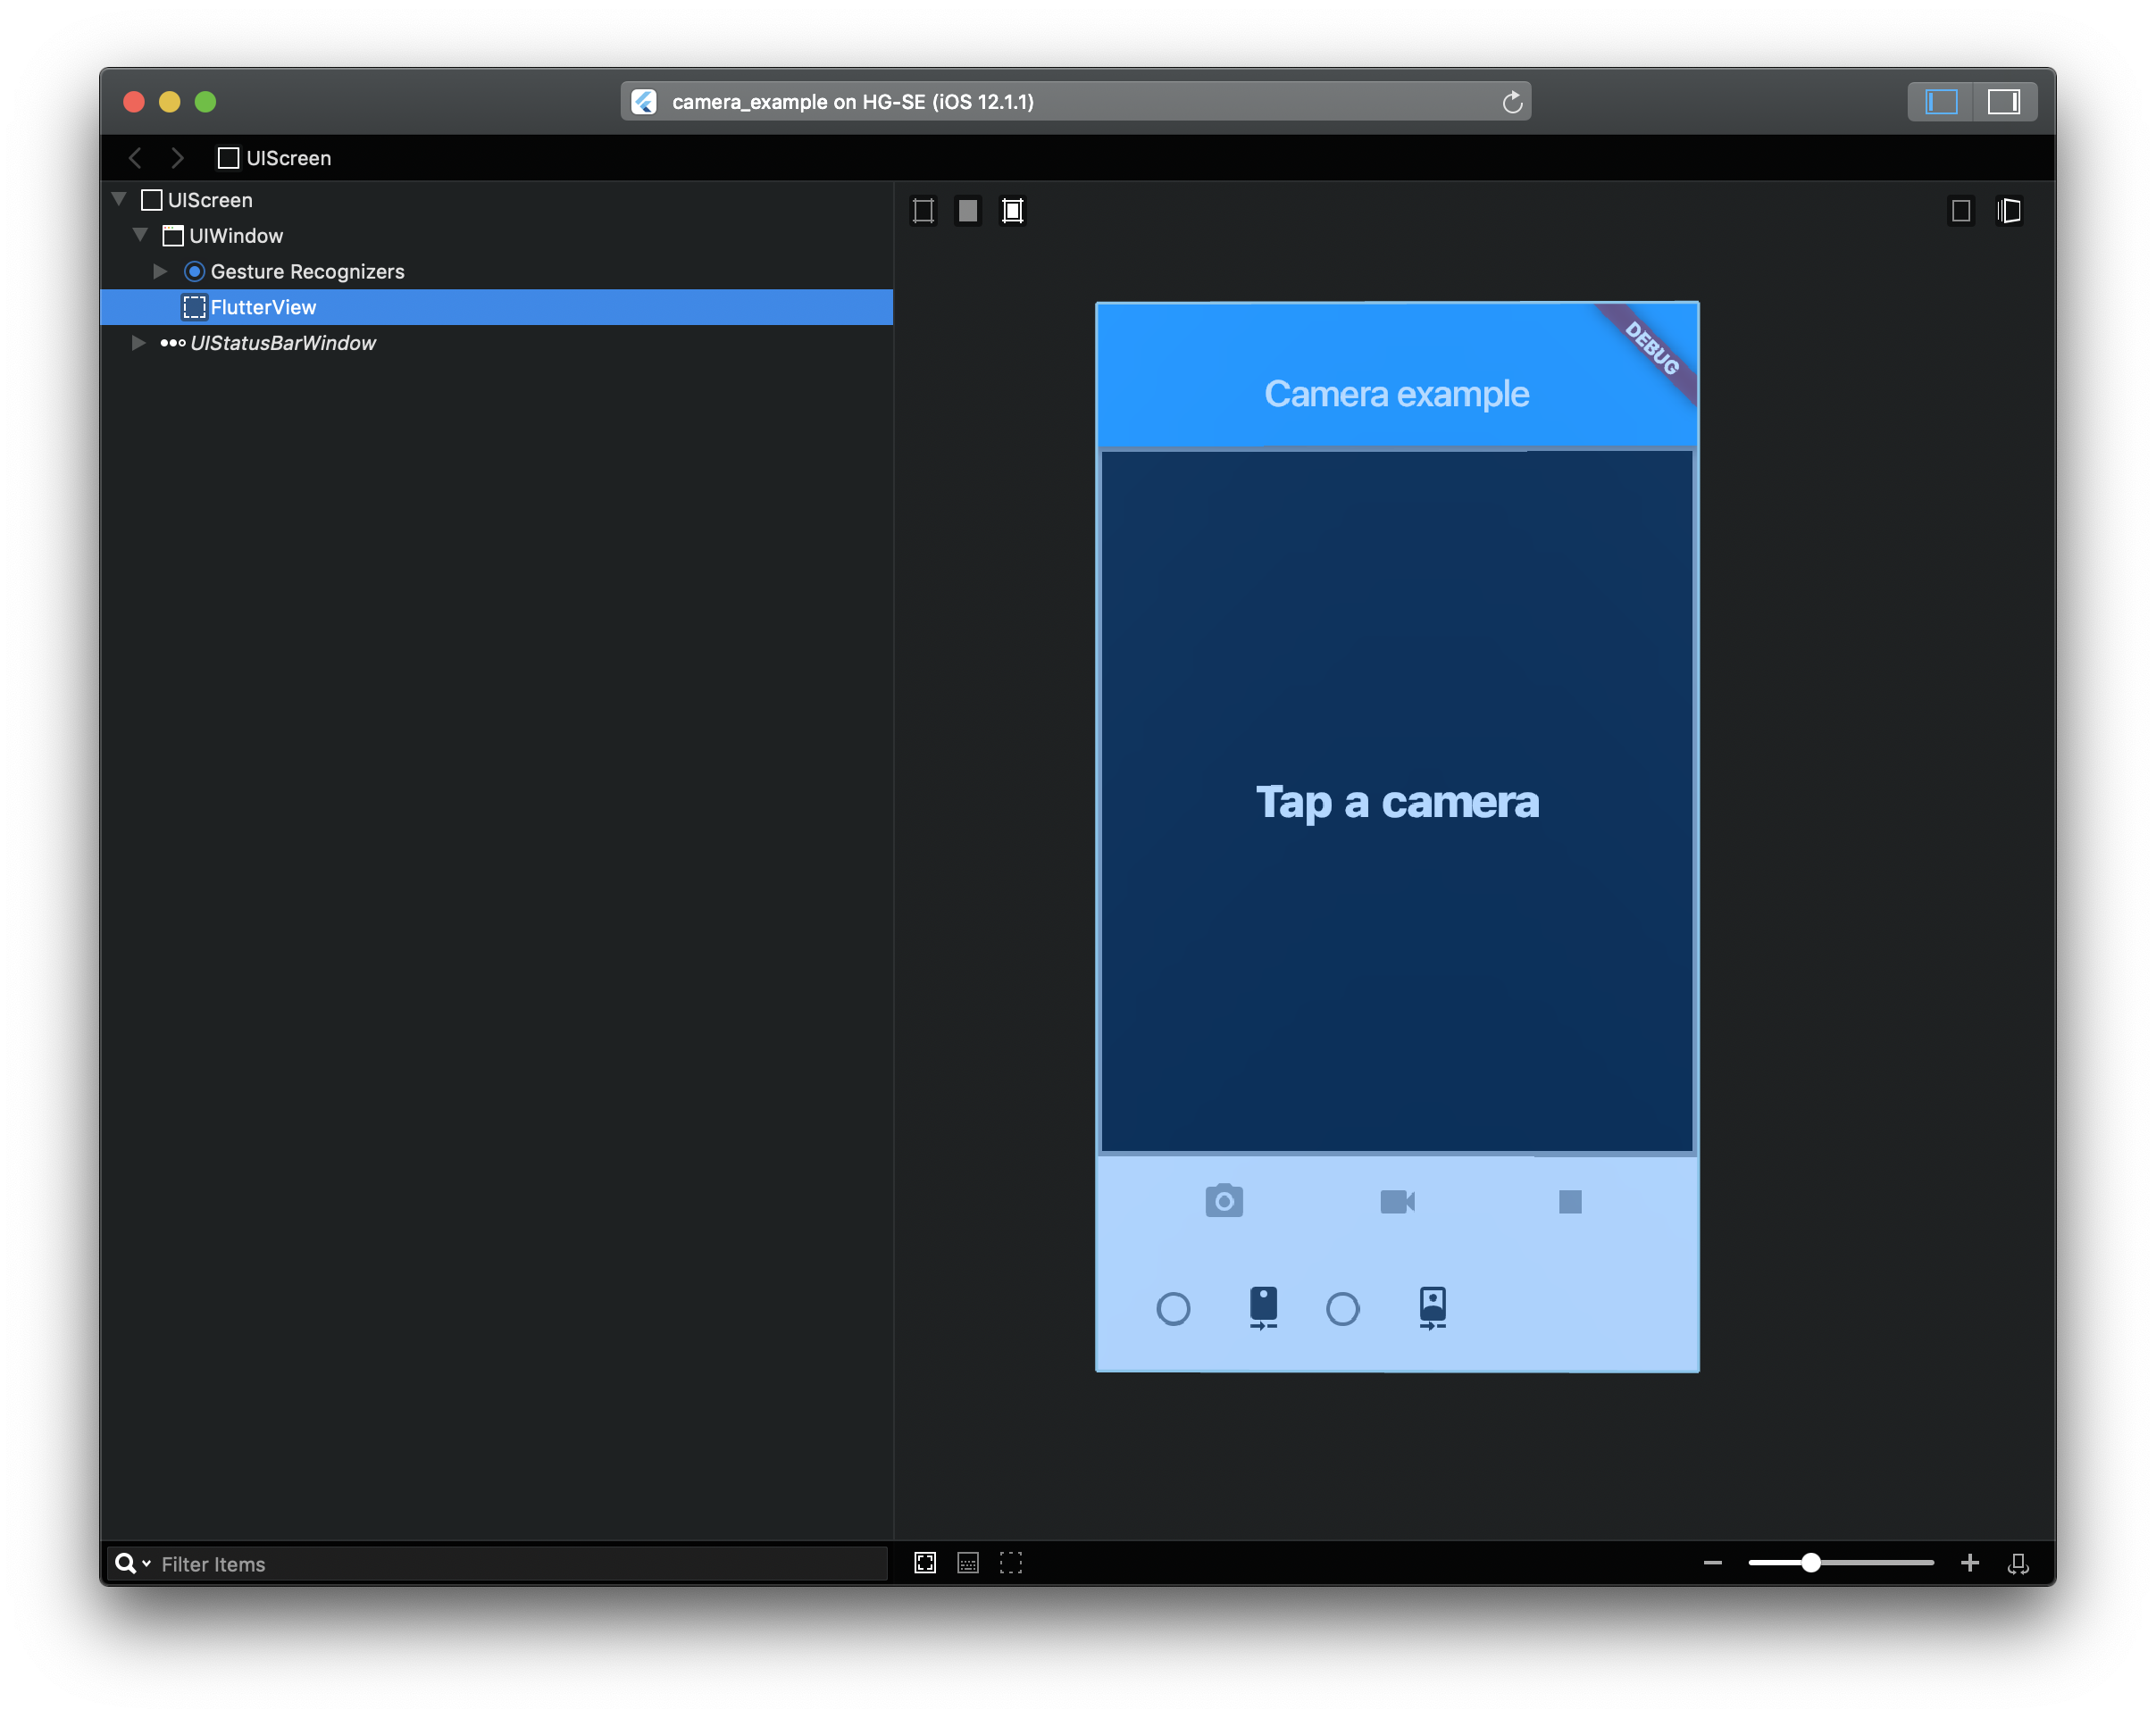 camera_example on HG-SE (iOS 12.1.1)
UIScreen
UIScreen
UIWindow
Gesture Recognizers
FlutterView
UIStatusBarWindow
DEBUG
Camera example
Tap a camera
Filter Items